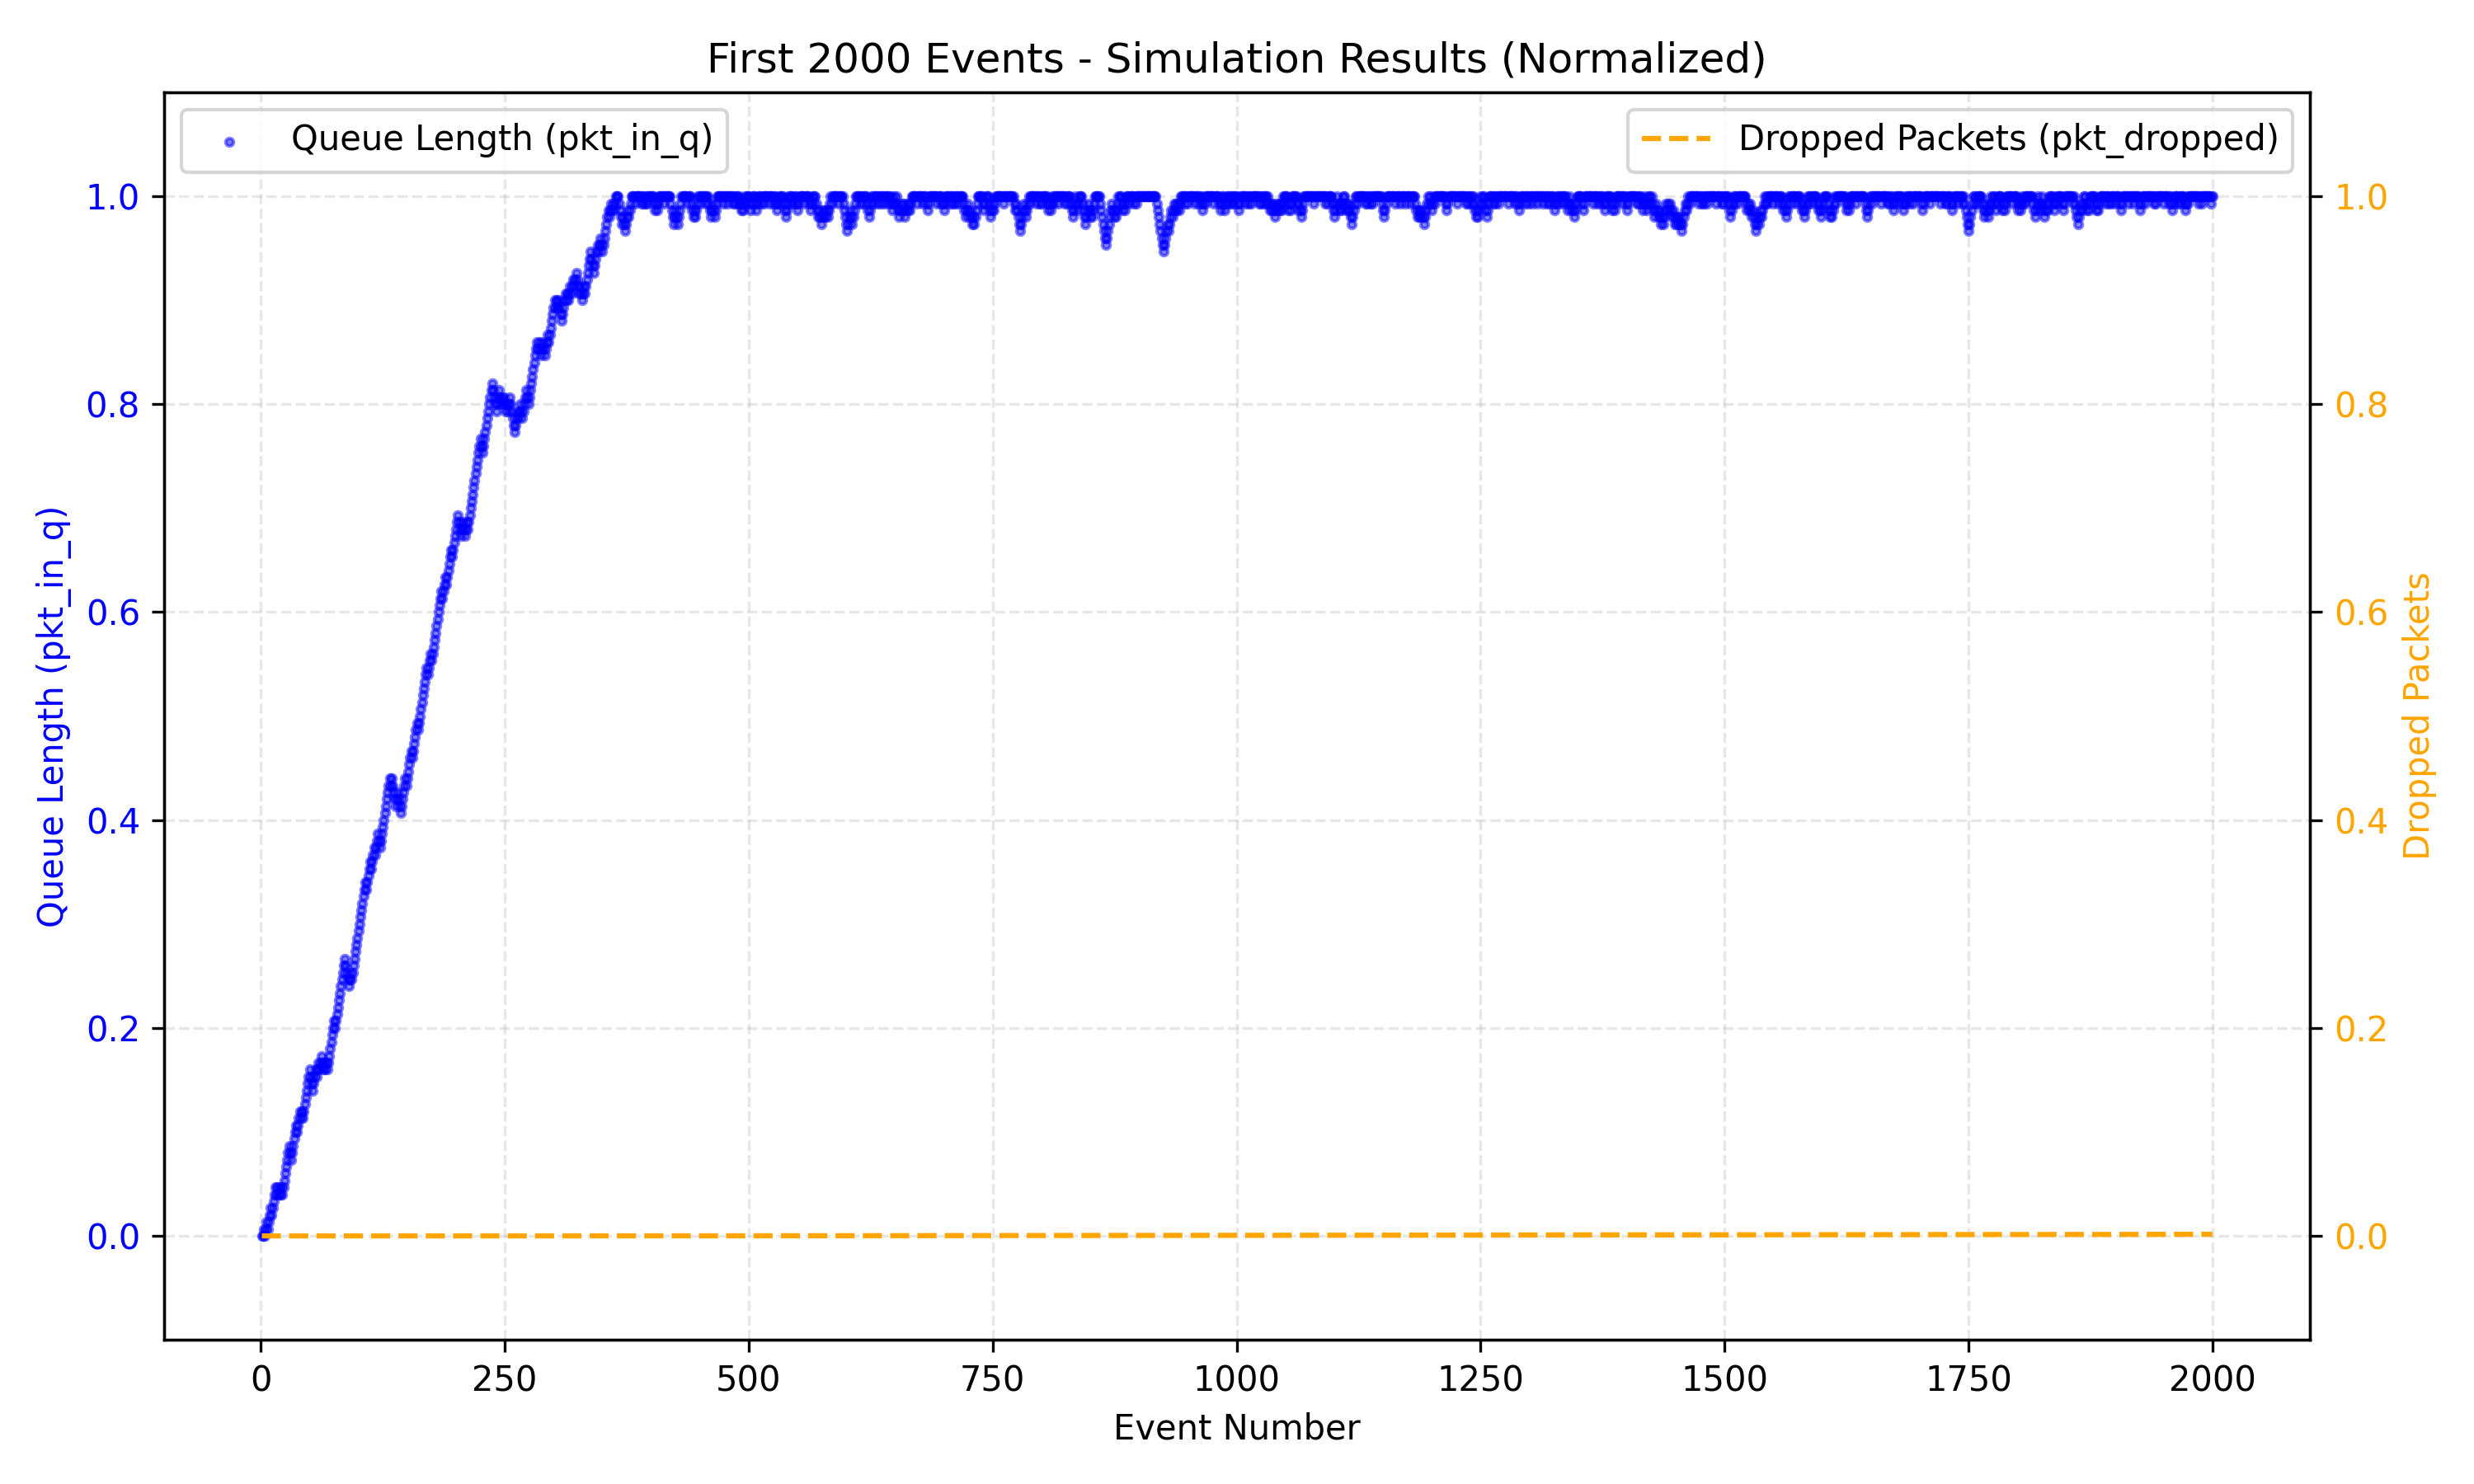 First 2000 Events - Simulation Results (Normalized)
Queue Length (pkt_in_q)
Dropped Packets (pkt_dropped)
1.0
0.8
0.6
0.4
0.2
0.0
Queue Length (pkt_in_q)
1.0
0.8
0.6
0.4
0.2
0.0
Dropped Packets
0 250 500 750 1000 1250 1500 1750 2000
Event Number